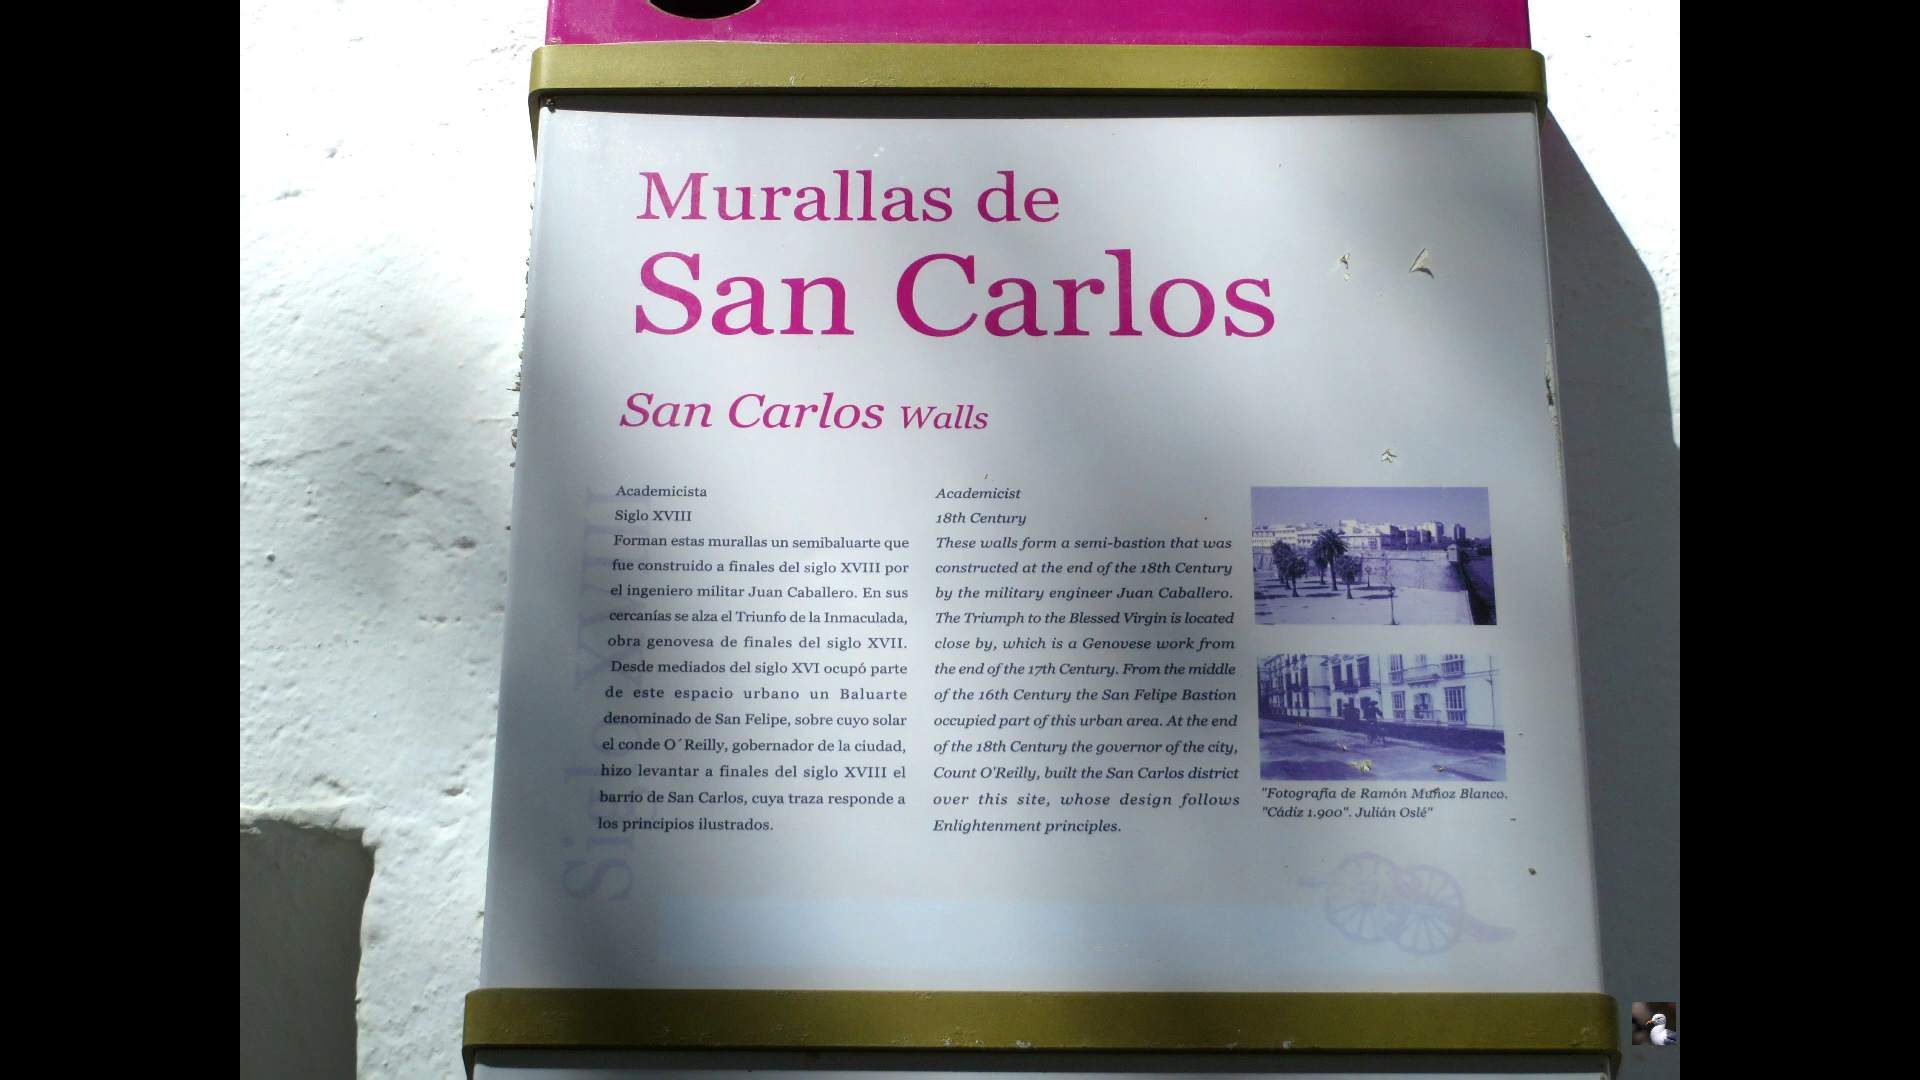 Murallas de
San Carlos
San Carlos Walls
Academicista
Siglo XVIII
Forman estas murallas un semibaluarte que
fue construido a finales del siglo XVIII por
el ingeniero militar Juan Caballero. En sus
cercanías se alza el Triunfo de la Inmaculada,
obra genovesa de finales del siglo XVII.
Desde mediados del siglo XVI ocupó parte
de este espacio urbano un Baluarte
denominado de San Felipe, sobre cuyo solar
el conde O´Reilly, gobernador de la ciudad,
hizo levantar a finales del siglo XVIII el
barrio de San Carlos, cuya traza responde a
los principios ilustrados.
Academicist
18th Century
These walls form a semi-bastion that was
constructed at the end of the 18th Century
by the military engineer Juan Caballero.
The Triumph to the Blessed Virgin is located
close by, which is a Genovese work from
the end of the 17th Century. From the middle
of the 16th Century the San Felipe Bastion
occupied part of this urban area. At the end
of the 18th Century the governor of the city,
Count O'Reilly, built the San Carlos district
over this site, whose design follows
Enlightenment principles.
"Fotografía de Ramón Muñoz Blanco.
"Cádiz 1.900". Julián Oslé"
Siglo XVIII